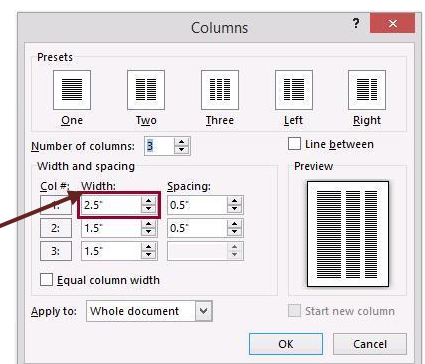 Columns
?
×
Presets
One Two Three Left Right
Number of columns: 3
Line between
Width and spacing
Preview
Col #: Width: Spacing:
1: 2.5" 0.5"
2: 1.5" 0.5"
3: 1.5"
Equal column width
Apply to: Whole document
Start new column
OK Cancel